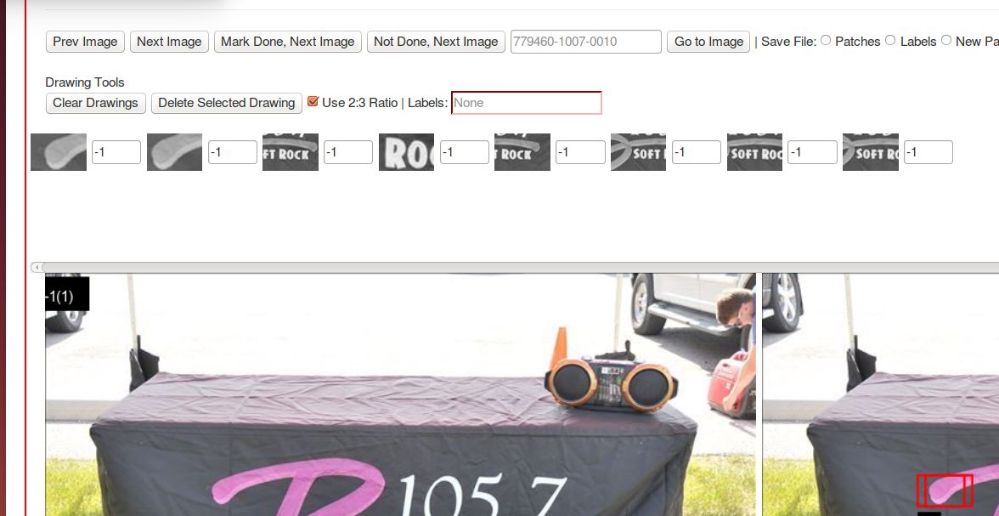 Prev Image Next Image Mark Done, Next Image Not Done, Next Image 779460-1007-0010 Go to Image | Save File: Patches Labels New Pa
Drawing Tools
Clear Drawings Delete Selected Drawing Use 2:3 Ratio | Labels: None
-1 -1 FT ROCK -1 RO -1 ROCK -1 SOFT -1 SOFT ROC -1 SOFT RO -1
-1(1)
105.7